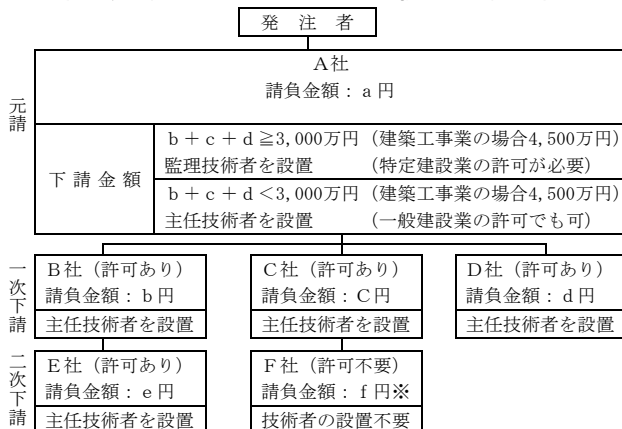 発 注 者
元請
A社
請負金額：a 円
下 請 金 額
b＋c＋d≧3,000万円（建築工事業の場合4,500万円）
監理技術者を設置　　（特定建設業の許可が必要）
b＋c＋d＜3,000万円（建築工事業の場合4,500万円）
主任技術者を設置　　（一般建設業の許可でも可）
一次下請
B社（許可あり）
請負金額：b 円
主任技術者を設置
C社（許可あり）
請負金額：C円
主任技術者を設置
D社（許可あり）
請負金額：d 円
主任技術者を設置
二次下請
E社（許可あり）
請負金額：e 円
主任技術者を設置
F社（許可不要）
請負金額：f 円※
技術者の設置不要